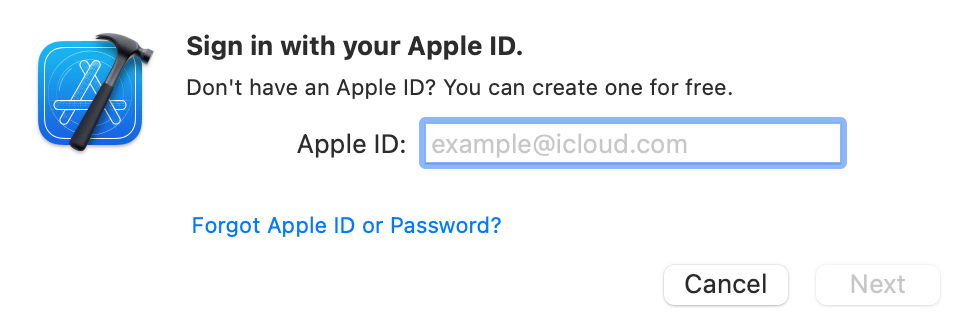 Sign in with your Apple ID.
Don't have an Apple ID? You can create one for free.
Apple ID: example@icloud.com
Forgot Apple ID or Password?
Cancel Next